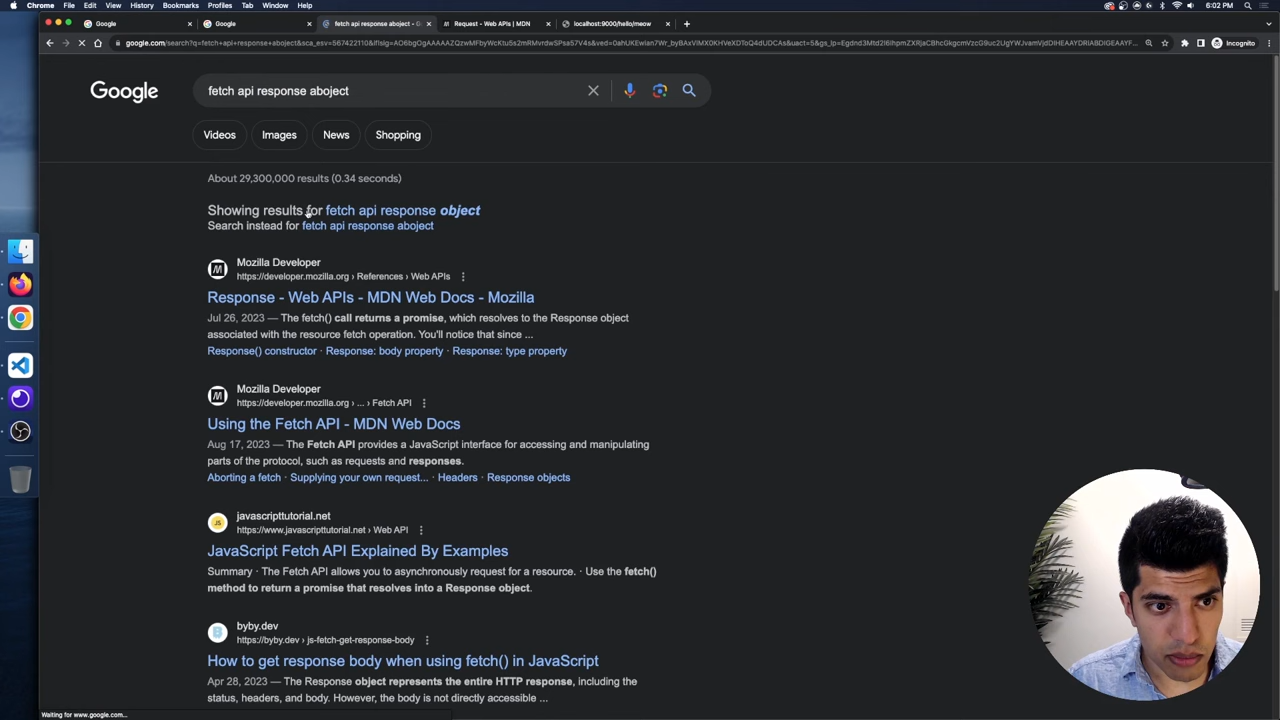 Chrome File Edit View History Bookmarks Profiles Tab Window Help 6:02 PM
Google Google fetch api response aboject - G Request - Web APIs | MDN localhost:9000/hello/meow
Incognito
Google fetch api response aboject
Videos Images News Shopping
About 29,300,000 results (0.34 seconds)
Showing results for fetch api response object
Search instead for fetch api response aboject
Mozilla Developer
https://developer.mozilla.org › References › Web APIs
Response - Web APIs - MDN Web Docs - Mozilla
Jul 26, 2023 — The fetch() call returns a promise, which resolves to the Response object
associated with the resource fetch operation. You'll notice that since ...
Response() constructor · Response: body property · Response: type property
Mozilla Developer
https://developer.mozilla.org › ... › Fetch API
Using the Fetch API - MDN Web Docs
Aug 17, 2023 — The Fetch API provides a JavaScript interface for accessing and manipulating
parts of the protocol, such as requests and responses.
Aborting a fetch · Supplying your own request... · Headers · Response objects
JS javascripttutorial.net
https://www.javascripttutorial.net › Web API
JavaScript Fetch API Explained By Examples
Summary · The Fetch API allows you to asynchronously request for a resource. · Use the fetch()
method to return a promise that resolves into a Response object.
byby.dev
https://byby.dev › js-fetch-get-response-body
How to get response body when using fetch() in JavaScript
Apr 28, 2023 — The Response object represents the entire HTTP response, including the
status, headers, and body. However, the body is not directly accessible ...
Waiting for www.google.com...